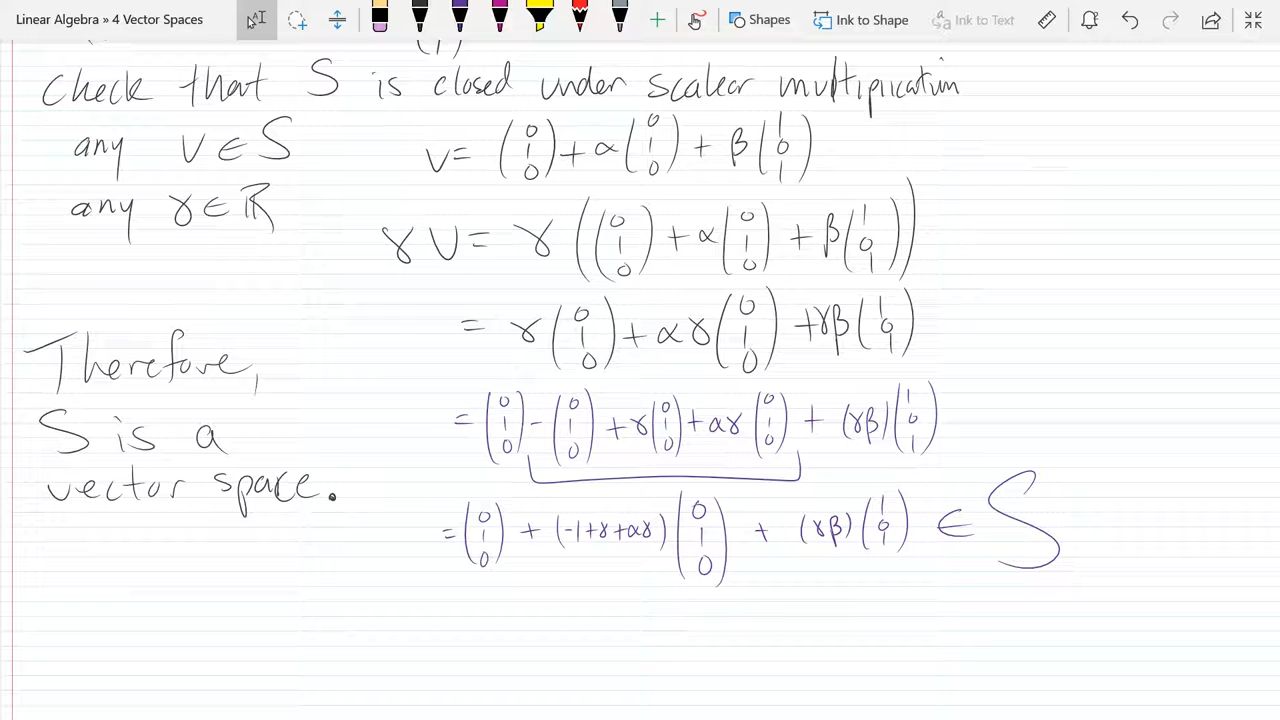 Linear Algebra » 4 Vector Spaces
Shapes Ink to Shape Ink to Text
check that S is closed under scalar multiplication
any v ∈ S
v = (0 1 0) + α (0 1 0) + β (1 0 1)
any γ ∈ ℝ
γ v = γ ((0 1 0) + α (0 1 0) + β (1 0 1))
= γ (0 1 0) + αγ (0 1 0) + γβ (1 0 1)
Therefore,
S is a
vector space.
= (0 1 0) - (0 1 0) + γ (0 1 0) + αγ (0 1 0) + (γβ) (1 0 1)
= (0 1 0) + (-1+γ+αγ) (0 1 0) + (γβ) (1 0 1) ∈ S